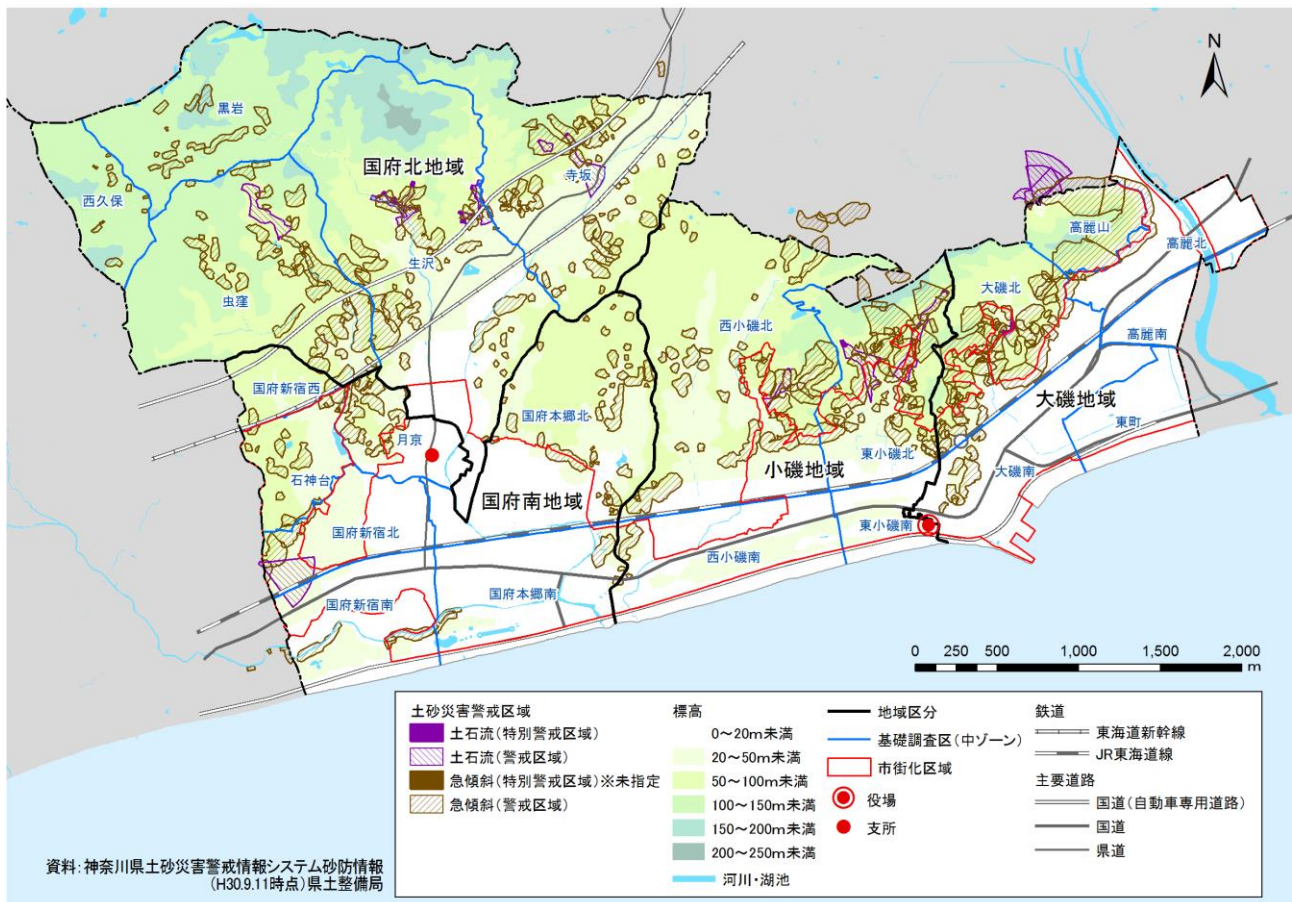 N
黒岩
国府北地域
寺坂
西久保
高麗山
高麗北
生沢
虫窪
大磯北
西小磯北
高麗南
国府新宿西
国府本郷北
大磯地域
月京
東町
東小磯北
小磯地域
大磯南
石神台
国府南地域
国府新宿北
東小磯南
西小磯南
国府本郷南
国府新宿南
0 250 500 1,000 1,500 2,000
m
土砂災害警戒区域
土石流(特別警戒区域)
土石流(警戒区域)
急傾斜(特別警戒区域)※未指定
急傾斜(警戒区域)
標高
0~20m未満
20~50m未満
50~100m未満
100~150m未満
150~200m未満
200~250m未満
河川・湖池
地域区分
基礎調査区(中ゾーン)
市街化区域
役場
支所
鉄道
東海道新幹線
JR東海道線
主要道路
国道(自動車専用道路)
国道
県道
資料:神奈川県土砂災害警戒情報システム砂防情報
(H30.9.11時点)県土整備局